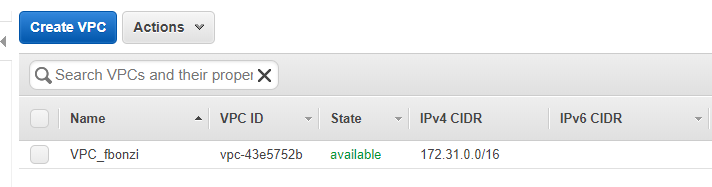 Create VPC Actions
Search VPCs and their proper
Name VPC ID State IPv4 CIDR IPv6 CIDR
VPC_fbonzi vpc-43e5752b available 172.31.0.0/16